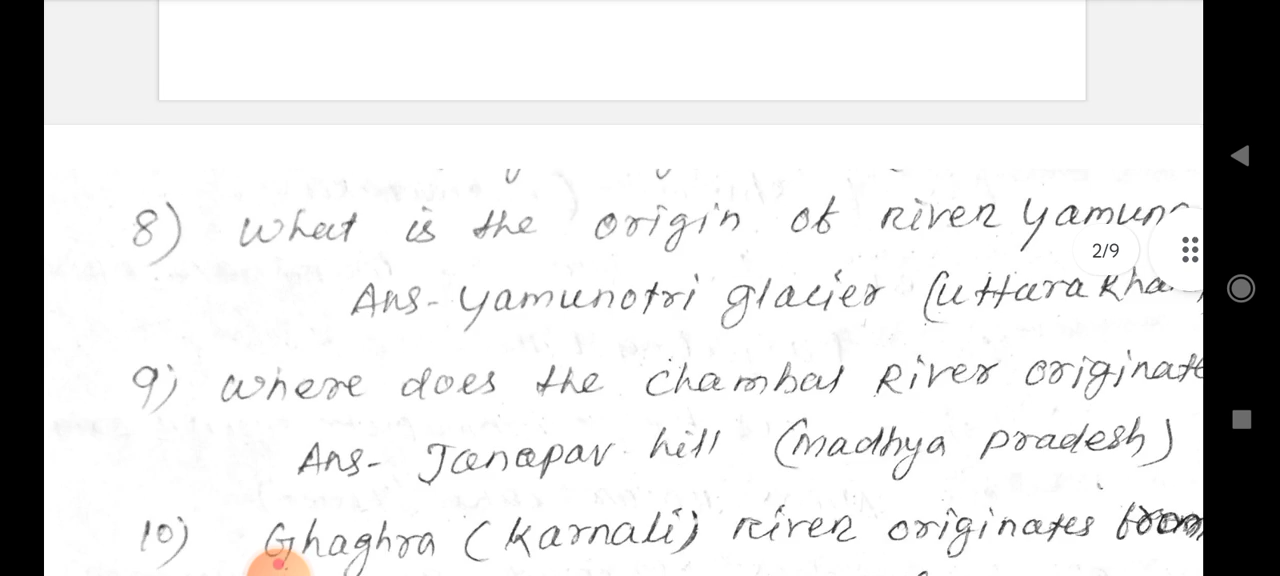 8) What is the origin of River Yamun
2/9
Ans- Yamunotri glacier (Uttarakha
9) Where does the Chambal River originate
Ans- Janapav hill (Madhya Pradesh)
10) Ghaghra (Karnali) river originates from